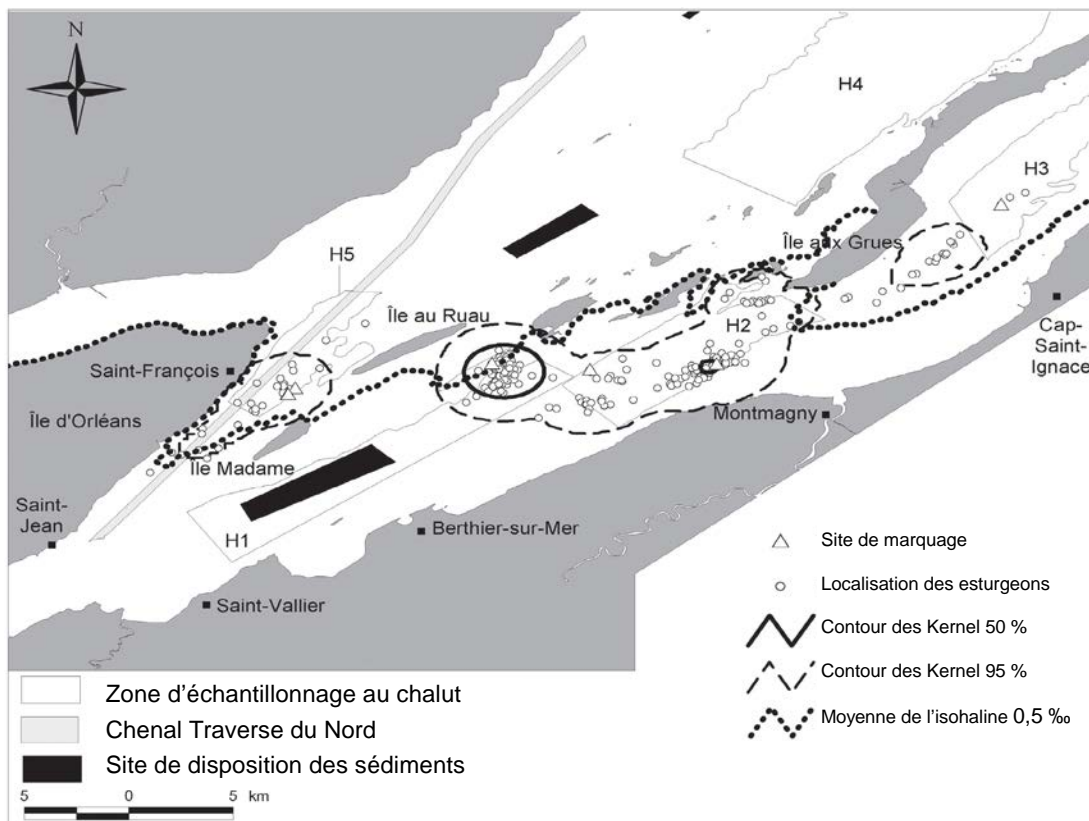 N
H4
H3
H5
Île aux Grues
Île au Ruau
H2
Cap-
Saint-
Ignace
Saint-François
Île d'Orléans
Montmagny
Île Madame
Saint-
Jean
H1
Berthier-sur-Mer
Saint-Vallier
Site de marquage
Localisation des esturgeons
Contour des Kernel 50 %
Contour des Kernel 95 %
Moyenne de l'isohaline 0,5 ‰
Zone d'échantillonnage au chalut
Chenal Traverse du Nord
Site de disposition des sédiments
5 0 5 km